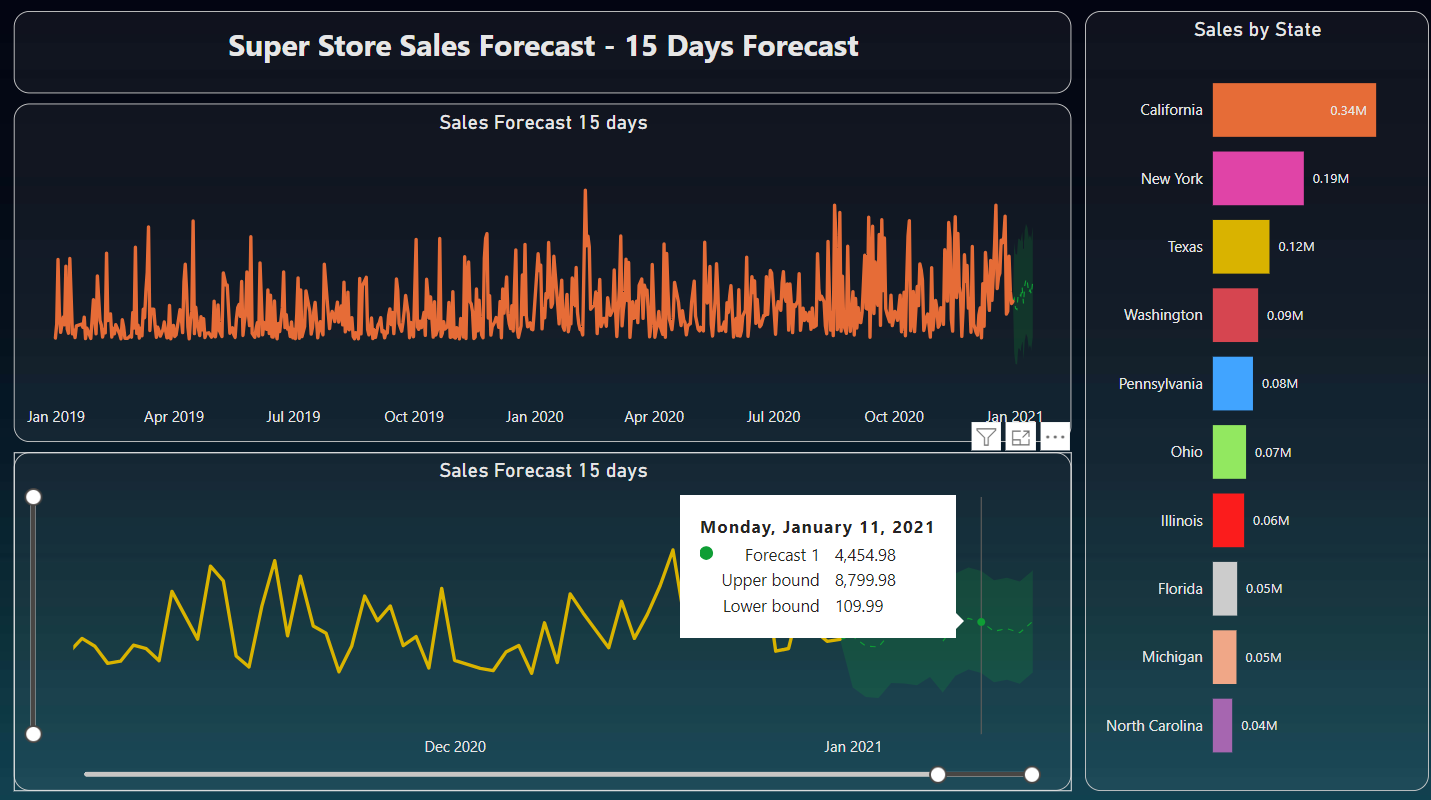 Super Store Sales Forecast - 15 Days Forecast
Sales Forecast 15 days
Jan 2019 Apr 2019 Jul 2019 Oct 2019 Jan 2020 Apr 2020 Jul 2020 Oct 2020 Jan 2021
Sales Forecast 15 days
Monday, January 11, 2021
Forecast 1 4,454.98
Upper bound 8,799.98
Lower bound 109.99
Dec 2020 Jan 2021
Sales by State
California 0.34M
New York 0.19M
Texas 0.12M
Washington 0.09M
Pennsylvania 0.08M
Ohio 0.07M
Illinois 0.06M
Florida 0.05M
Michigan 0.05M
North Carolina 0.04M